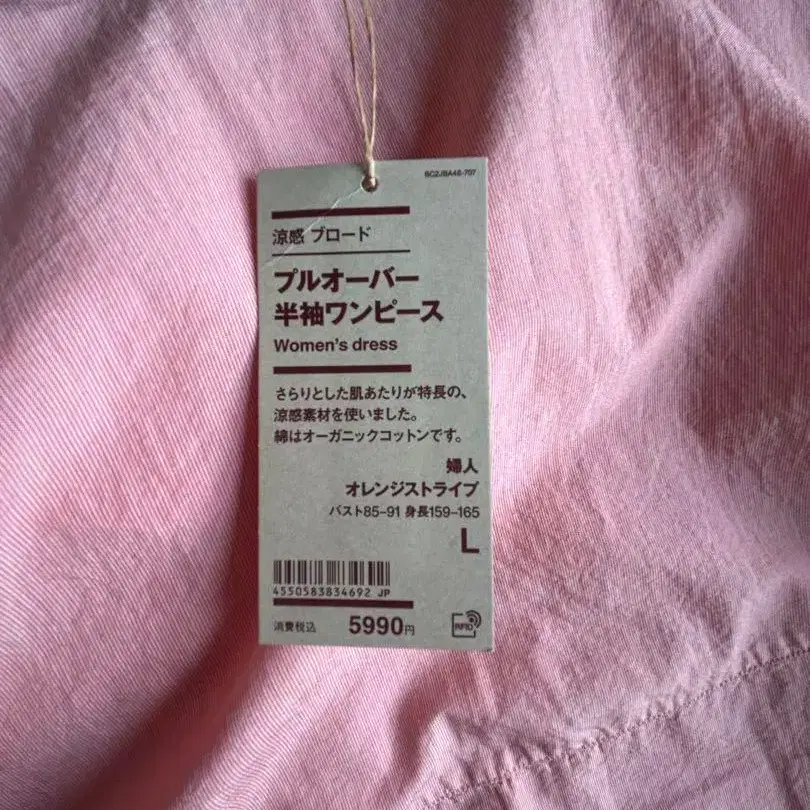 BC2JBA48-707
涼感 ブロード
プルオーバー
半袖ワンピース
Women's dress
さらりとした肌あたりが特長の、
涼感素材を使いました。
綿はオーガニックコットンです。
婦人
オレンジストライプ
バスト85-91 身長159-165
L
4550583834692 JP
消費税込 5990円
RFID